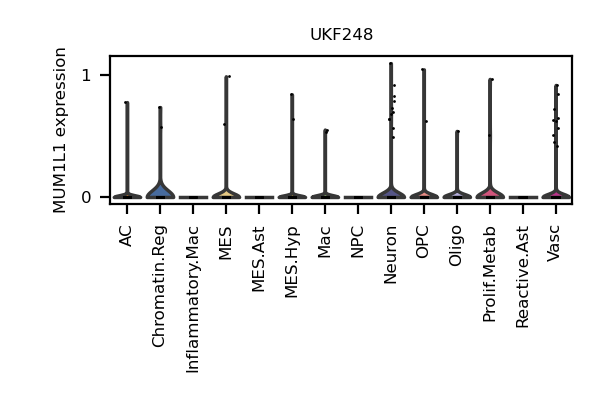 UKF248
MUM1L1 expression
1
0
AC
Chromatin.Reg
Inflammatory.Mac
MES
MES.Ast
MES.Hyp
Mac
NPC
Neuron
OPC
Oligo
Prolif.Metab
Reactive.Ast
Vasc